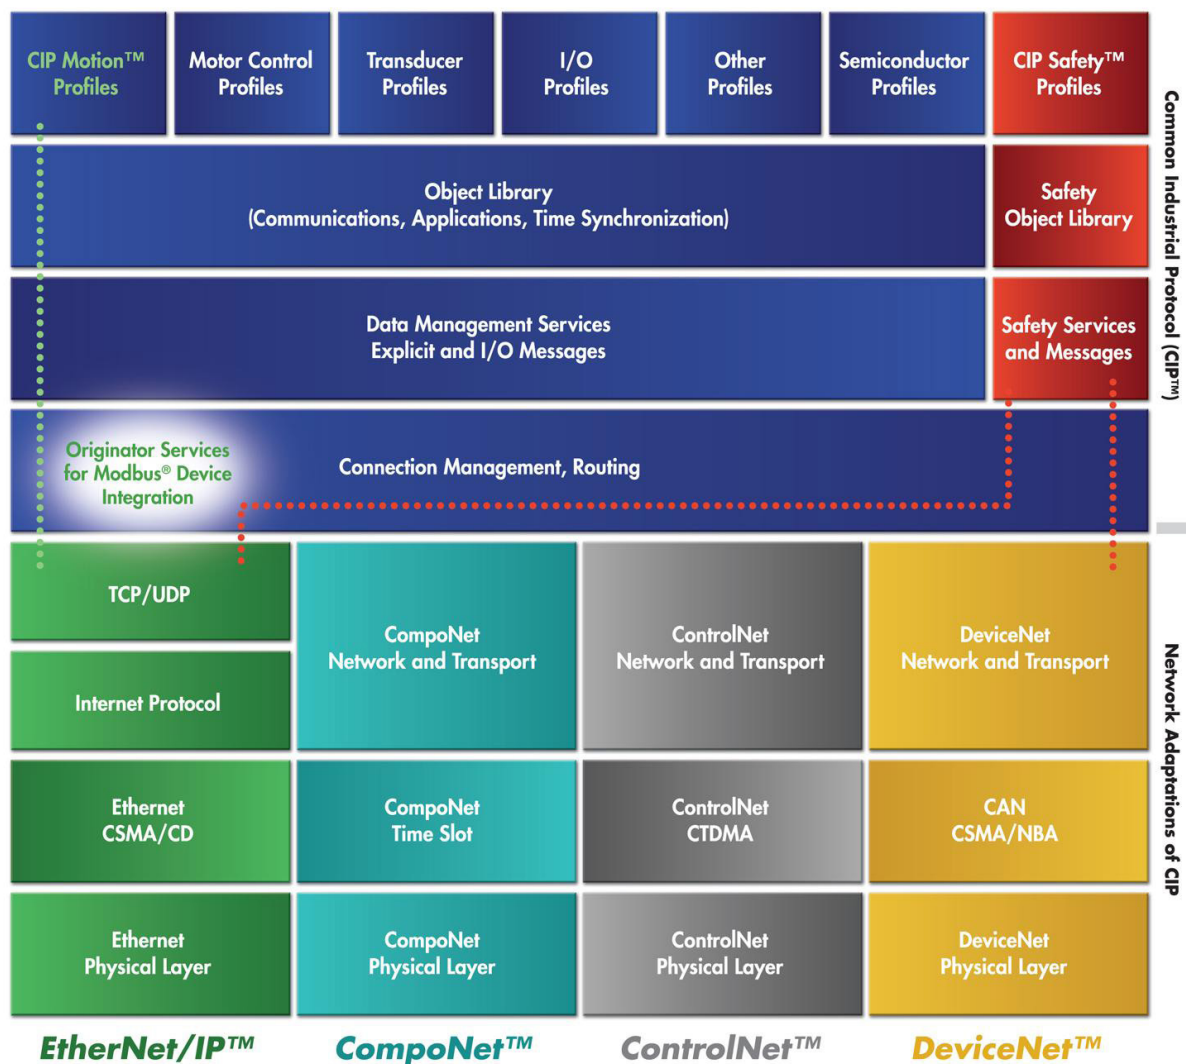 CIP Motion™
Profiles
Motor Control
Profiles
Transducer
Profiles
I/O
Profiles
Other
Profiles
Semiconductor
Profiles
CIP Safety™
Profiles
Object Library
(Communications, Applications, Time Synchronization)
Safety
Object Library
Data Management Services
Explicit and I/O Messages
Safety Services
and Messages
Originator Services
for Modbus® Device
Integration
Connection Management, Routing
Common Industrial Protocol (CIP™)
TCP/UDP
Internet Protocol
CompoNet
Network and Transport
ControlNet
Network and Transport
DeviceNet
Network and Transport
Ethernet
CSMA/CD
CompoNet
Time Slot
ControlNet
CTDMA
CAN
CSMA/NBA
Ethernet
Physical Layer
CompoNet
Physical Layer
ControlNet
Physical Layer
DeviceNet
Physical Layer
Network Adaptations of CIP
EtherNet/IP™
CompoNet™
ControlNet™
DeviceNet™